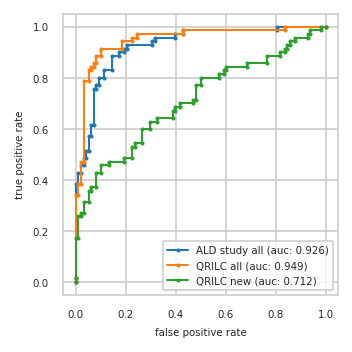 1.0
0.8
0.6
0.4
0.2
0.0
true positive rate
ALD study all (auc: 0.926)
QRILC all (auc: 0.949)
QRILC new (auc: 0.712)
0.0 0.2 0.4 0.6 0.8 1.0
false positive rate